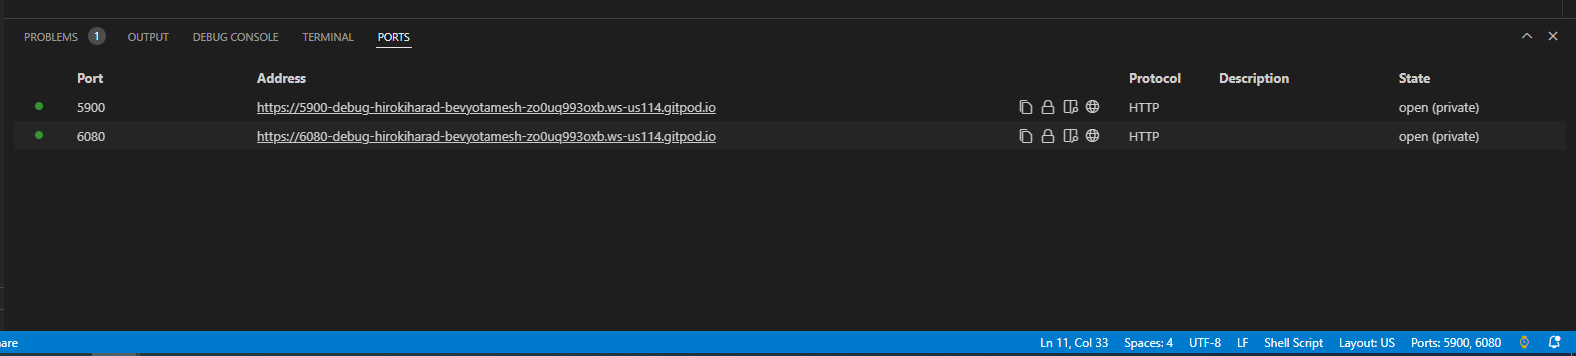 PROBLEMS 1 OUTPUT DEBUG CONSOLE TERMINAL PORTS
Port Address Protocol Description State
5900 https://5900-debug-hirokiharad-bevyotamesh-zo0uq993oxb.ws-us114.gitpod.io HTTP open (private)
6080 https://6080-debug-hirokiharad-bevyotamesh-zo0uq993oxb.ws-us114.gitpod.io HTTP open (private)
are Ln 11, Col 33 Spaces: 4 UTF-8 LF Shell Script Layout: US Ports: 5900, 6080